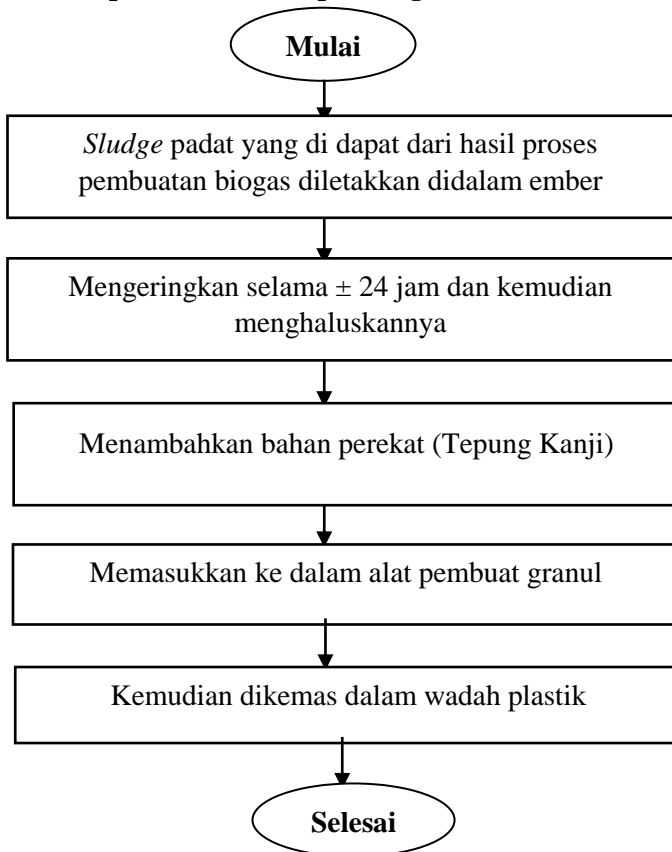 Mulai
Sludge padat yang di dapat dari hasil proses
pembuatan biogas diletakkan didalam ember
Mengeringkan selama ± 24 jam dan kemudian
menghaluskannya
Menambahkan bahan perekat (Tepung Kanji)
Memasukkan ke dalam alat pembuat granul
Kemudian dikemas dalam wadah plastik
Selesai